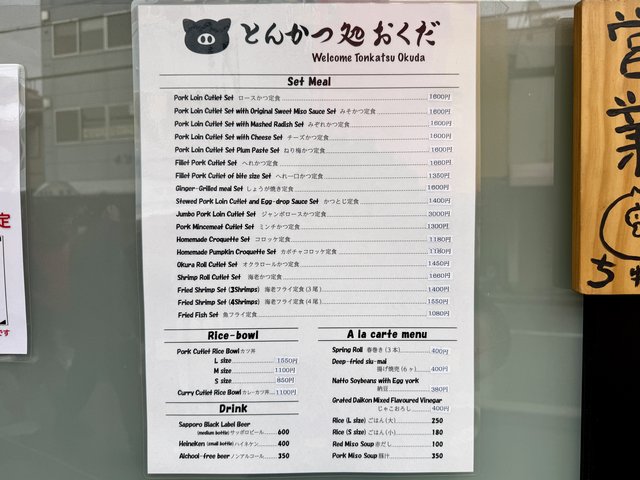 とんかつ処 おくだ
Welcome Tonkatsu Okuda
Set Meal
Pork Loin Cutlet Set ロースかつ定食 1600円
Pork Loin Cutlet Set with Original Sweet Miso Sauce Set みそかつ定食 1600円
Pork Loin Cutlet Set with Mashed Radish Set みぞれかつ定食 1600円
Pork Loin Cutlet Set with Cheese Set チーズかつ定食 1600円
Pork Loin Cutlet Set Plum Paste Set ねり梅かつ定食 1600円
Fillet Pork Cutlet Set へれかつ定食 1660円
Fillet Pork Cutlet of bite size Set へれ一口かつ定食 1350円
Ginger-Grilled meal Set しょうが焼き定食 1600円
Stewed Pork Loin Cutlet and Egg-drop Sauce Set かつとじ定食 1400円
Jumbo Pork Loin Cutlet Set ジャンボロースかつ定食 3000円
Pork Mincemeat Cutlet Set ミンチかつ定食 1300円
Homemade Croquette Set コロッケ定食 1180円
Homemade Pumpkin Croquette Set カボチャコロッケ定食 1180円
Okura Roll Cutlet Set オクラロールかつ定食 1450円
Shrimp Roll Cutlet Set 海老かつ定食 1660円
Fried Shrimp Set (3Shrimps) 海老フライ定食(3尾) 1400円
Fried Shrimp Set (4Shrimps) 海老フライ定食(4尾) 1550円
Fried Fish Set 魚フライ定食 1080円
Rice-bowl
Pork Cutlet Rice Bowl カツ丼
L size 1550円
M size 1100円
S size 850円
Curry Cutlet Rice Bowl カレーカツ丼 1100円
Drink
Sapporo Black Label Beer
(medium bottle) サッポロビール 600
Heineken (small bottle) ハイネケン 400
Alchool-free beer ノンアルコール 350
A la carte menu
Spring Roll 春巻き(3本) 400円
Deep-fried siu-mai
揚げ焼売(6ヶ) 400円
Natto Soybeans with Egg york
納豆 380円
Grated Daikon Mixed Flavoured Vinegar
じゃこおろし 400円
Rice (L size) ごはん(大) 250
Rice (S size) ごはん(小) 180
Red Miso Soup 赤だし 100
Pork Miso Soup 豚汁 350
定
です
営業